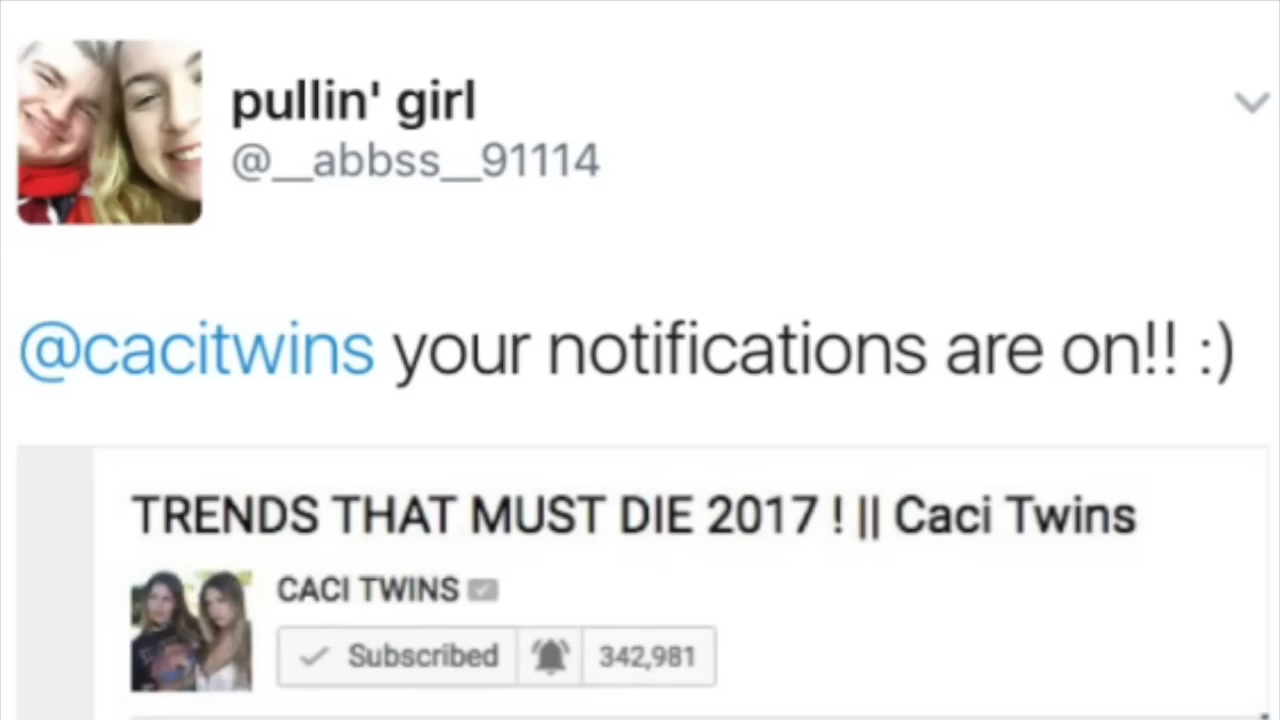 pullin' girl
@__abbss__91114
@cacitwins your notifications are on!! :)
TRENDS THAT MUST DIE 2017 ! || Caci Twins
CACI TWINS
Subscribed 342,981